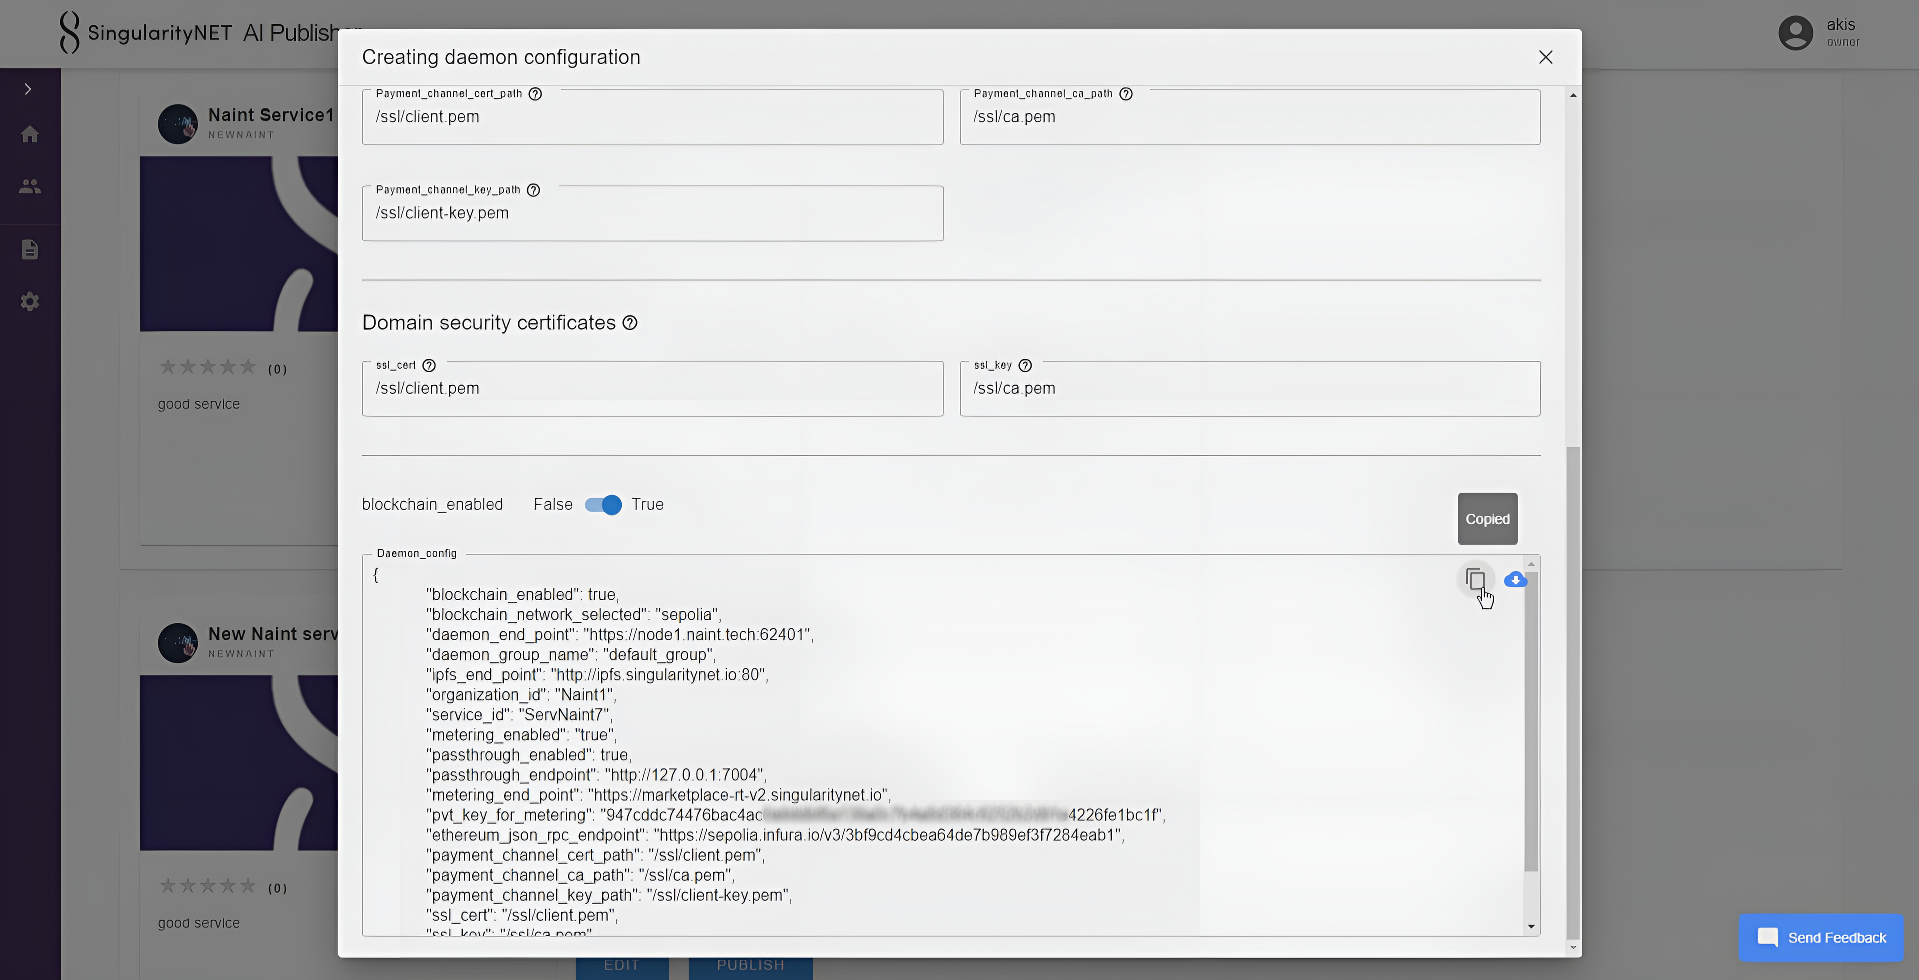 SingularityNET AI Publisher
akis
owner
Creating daemon configuration
Naint Service1
NEWNAINT
(0)
good service
New Naint serv
NEWNAINT
(0)
good service
Payment_channel_cert_path
/ssl/client.pem
Payment_channel_ca_path
/ssl/ca.pem
Payment_channel_key_path
/ssl/client-key.pem
Domain security certificates
ssl_cert
/ssl/client.pem
ssl_key
/ssl/ca.pem
blockchain_enabled False True
Copied
Daemon_config
{
"blockchain_enabled": true,
"blockchain_network_selected": "sepolia",
"daemon_end_point": "https://node1.naint.tech:62401",
"daemon_group_name": "default_group",
"ipfs_end_point": "http://ipfs.singularitynet.io:80",
"organization_id": "Naint1",
"service_id": "ServNaint7",
"metering_enabled": "true",
"passthrough_enabled": true,
"passthrough_endpoint": "http://127.0.0.1:7004",
"metering_end_point": "https://marketplace-rt-v2.singularitynet.io",
"pvt_key_for_metering": "947cddc74476bac4ac 4226fe1bc1f",
"ethereum_json_rpc_endpoint": "https://sepolia.infura.io/v3/3bf9cd4cbea64de7b989ef3f7284eab1",
"payment_channel_cert_path": "/ssl/client.pem",
"payment_channel_ca_path": "/ssl/ca.pem",
"payment_channel_key_path": "/ssl/client-key.pem",
"ssl_cert": "/ssl/client.pem",
"ssl_key": "/ssl/ca.pem"
EDIT
PUBLISH
Send Feedback